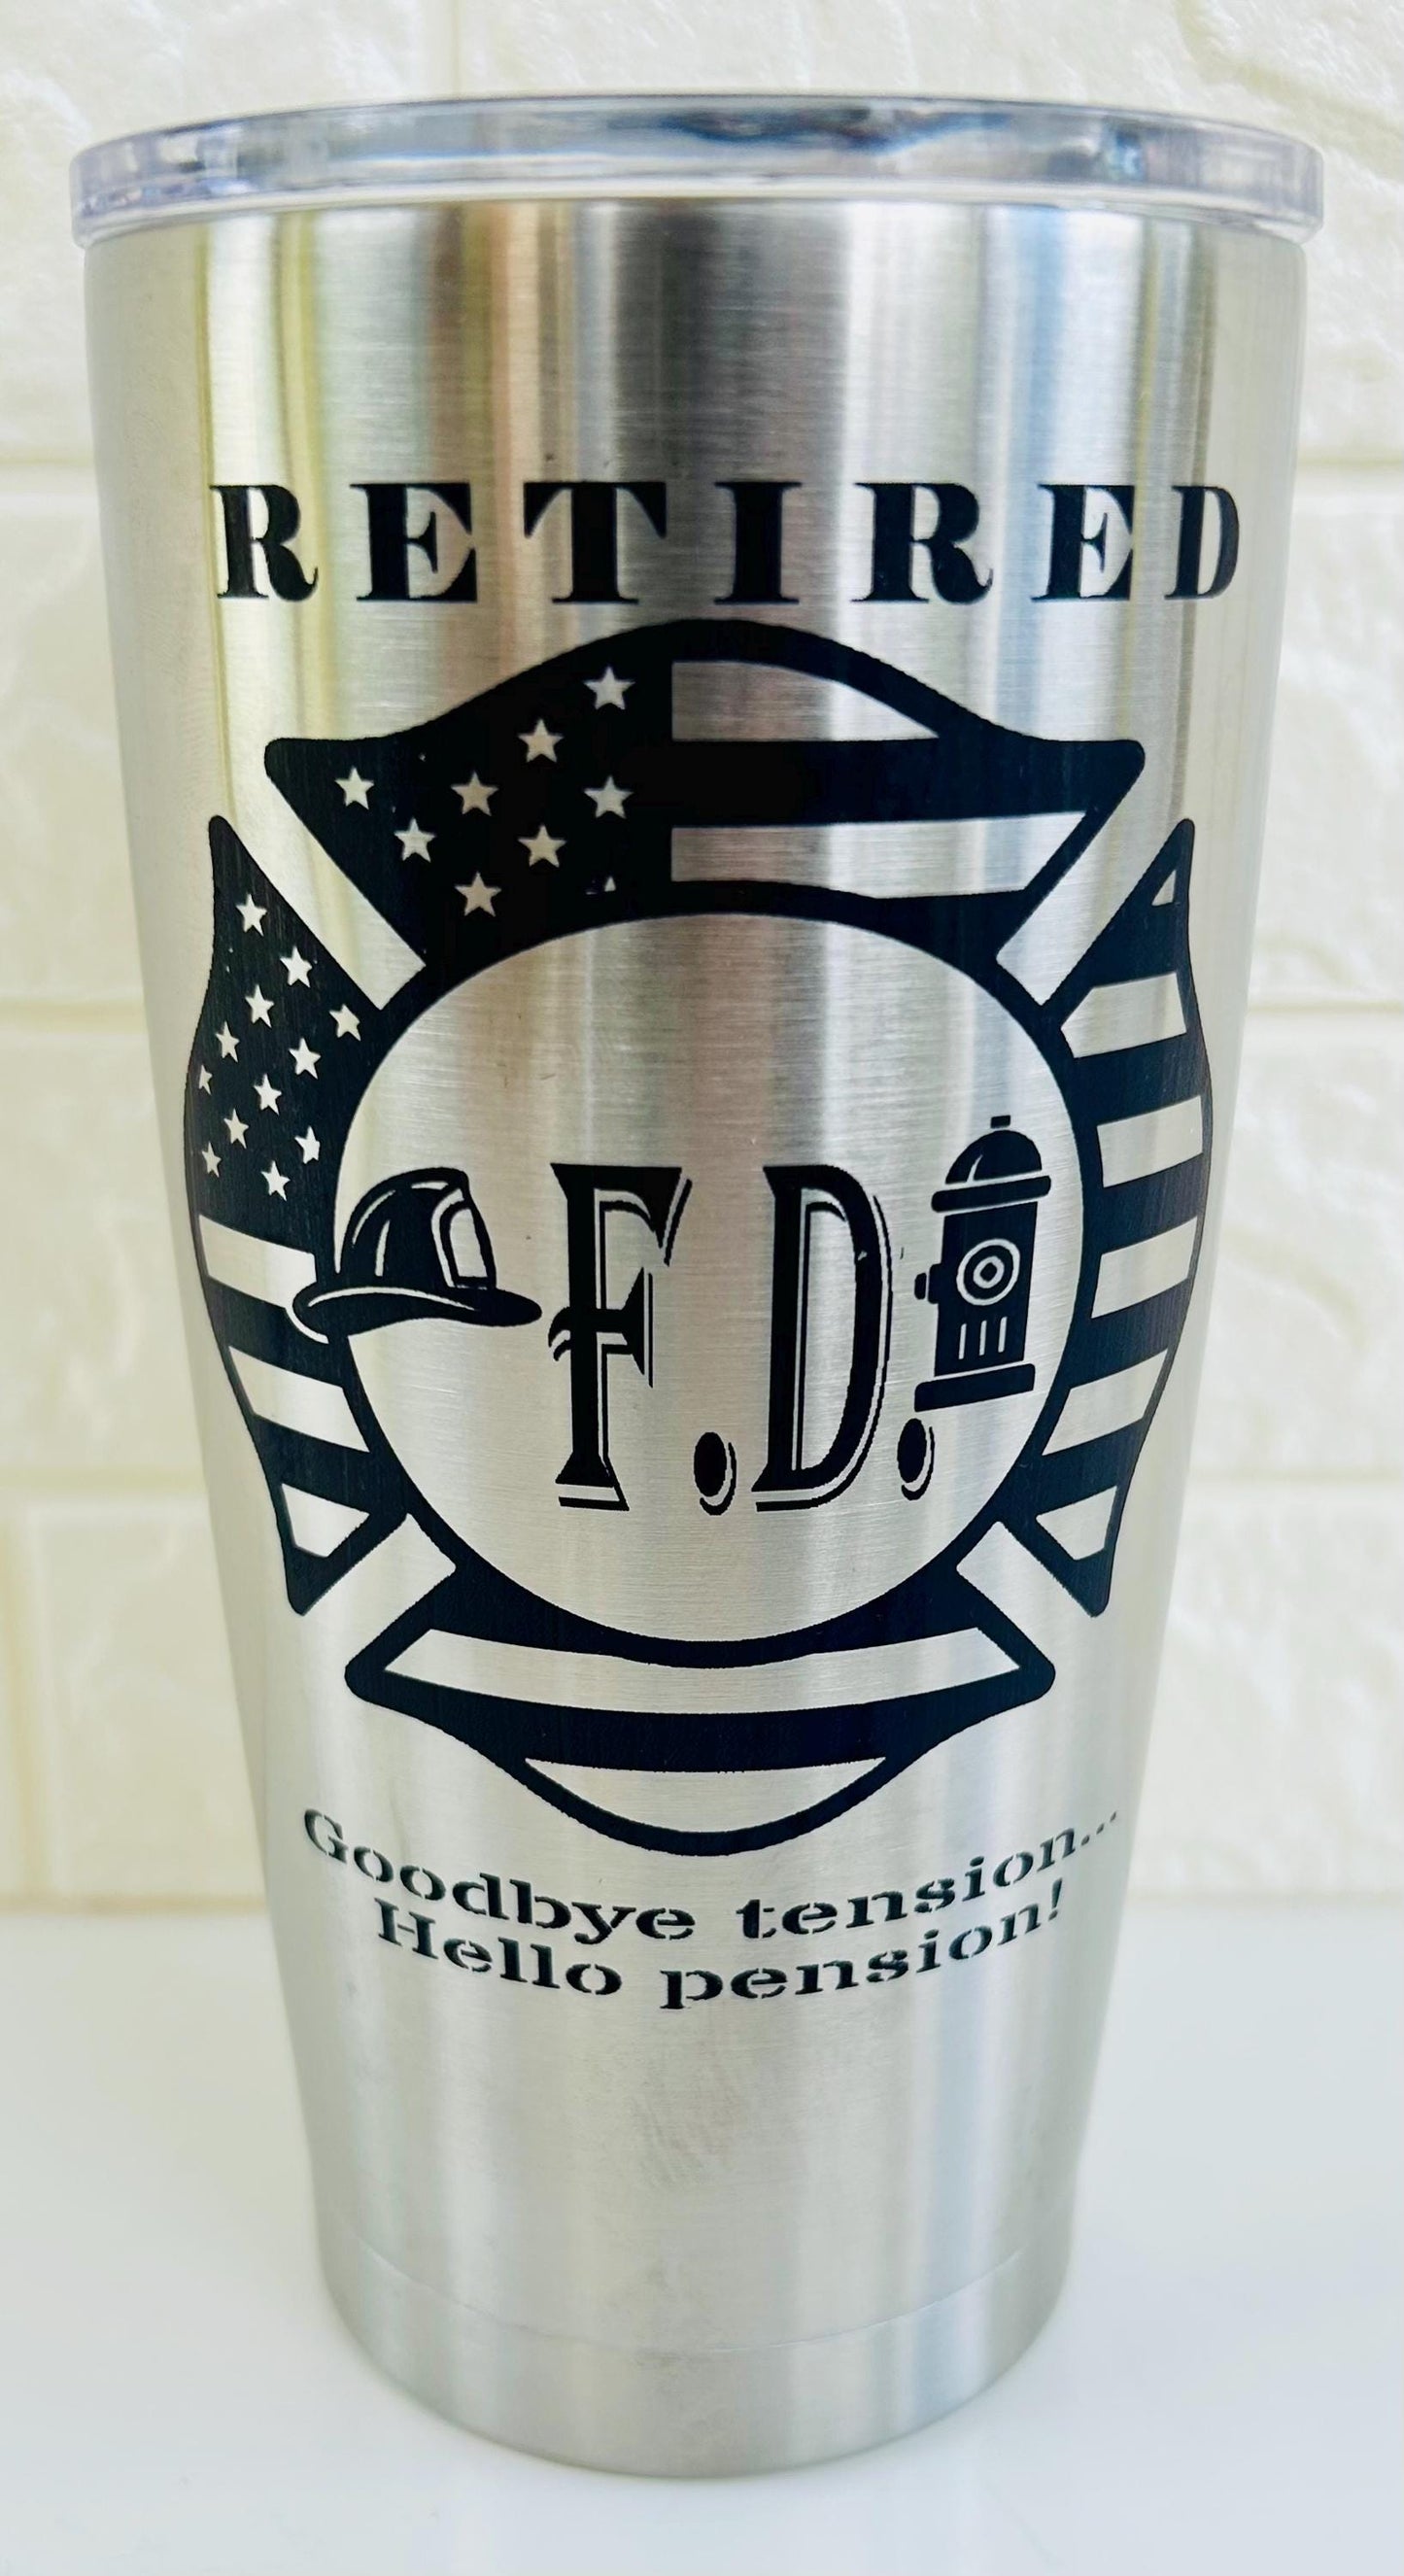 RETIRED
F.D.
Goodbye tension...
Hello pension!